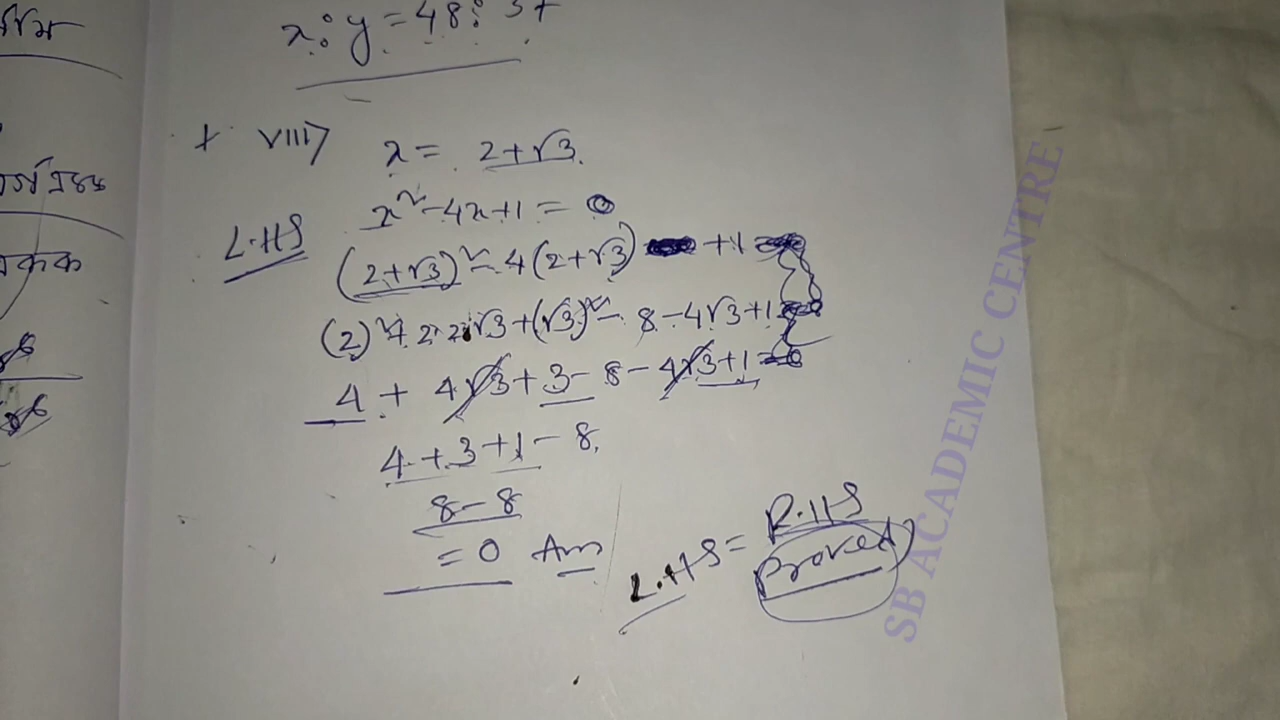 x:y=48:
VIII) x = 2+√3.
x²-4x+1=0
L.H.S
(2+√3)²-4(2+√3) +1
(2)²+2·2·√3+(√3)²-8-4√3+1
4+4√3+3-8-4√3+1=0
4+3+1-8
8-8
=0 Ans
L.H.S = R.H.S
Proved
একক
SB ACADEMIC CENTRE